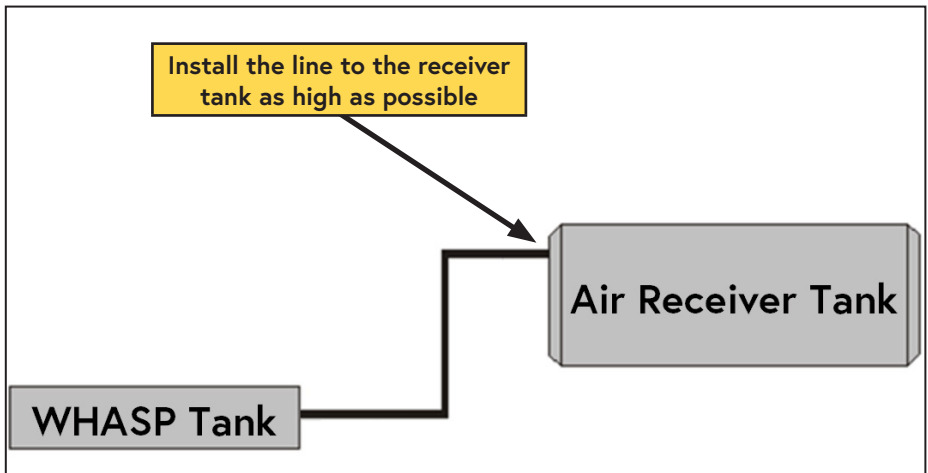 Install the line to the receiver
tank as high as possible
Air Receiver Tank
WHASP Tank